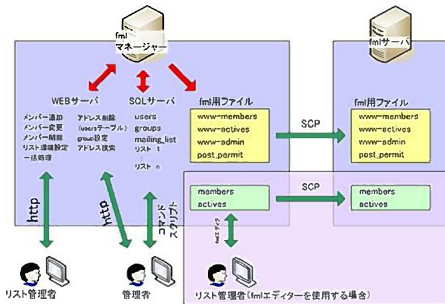 fml
マネージャー
fmlサーバ
WEBサーバ
メンバー追加
メンバー変更
メンバー削除
リスト環境設定
一括処理
アドレス削除
(usersテーブル)
group設定
アドレス検索
SQLサーバ
users
groups
mailing_list
リスト 1
リスト n
fml用ファイル
www-members
www-actives
www-admin
post_permit
SCP
fml用ファイル
www-members
www-actives
www-admin
post_permit
members
actives
SCP
members
actives
http
http
コマンド
スクリプト
fmlエディタ
リスト管理者
管理者
リスト管理者(fmlエディターを使用する場合)